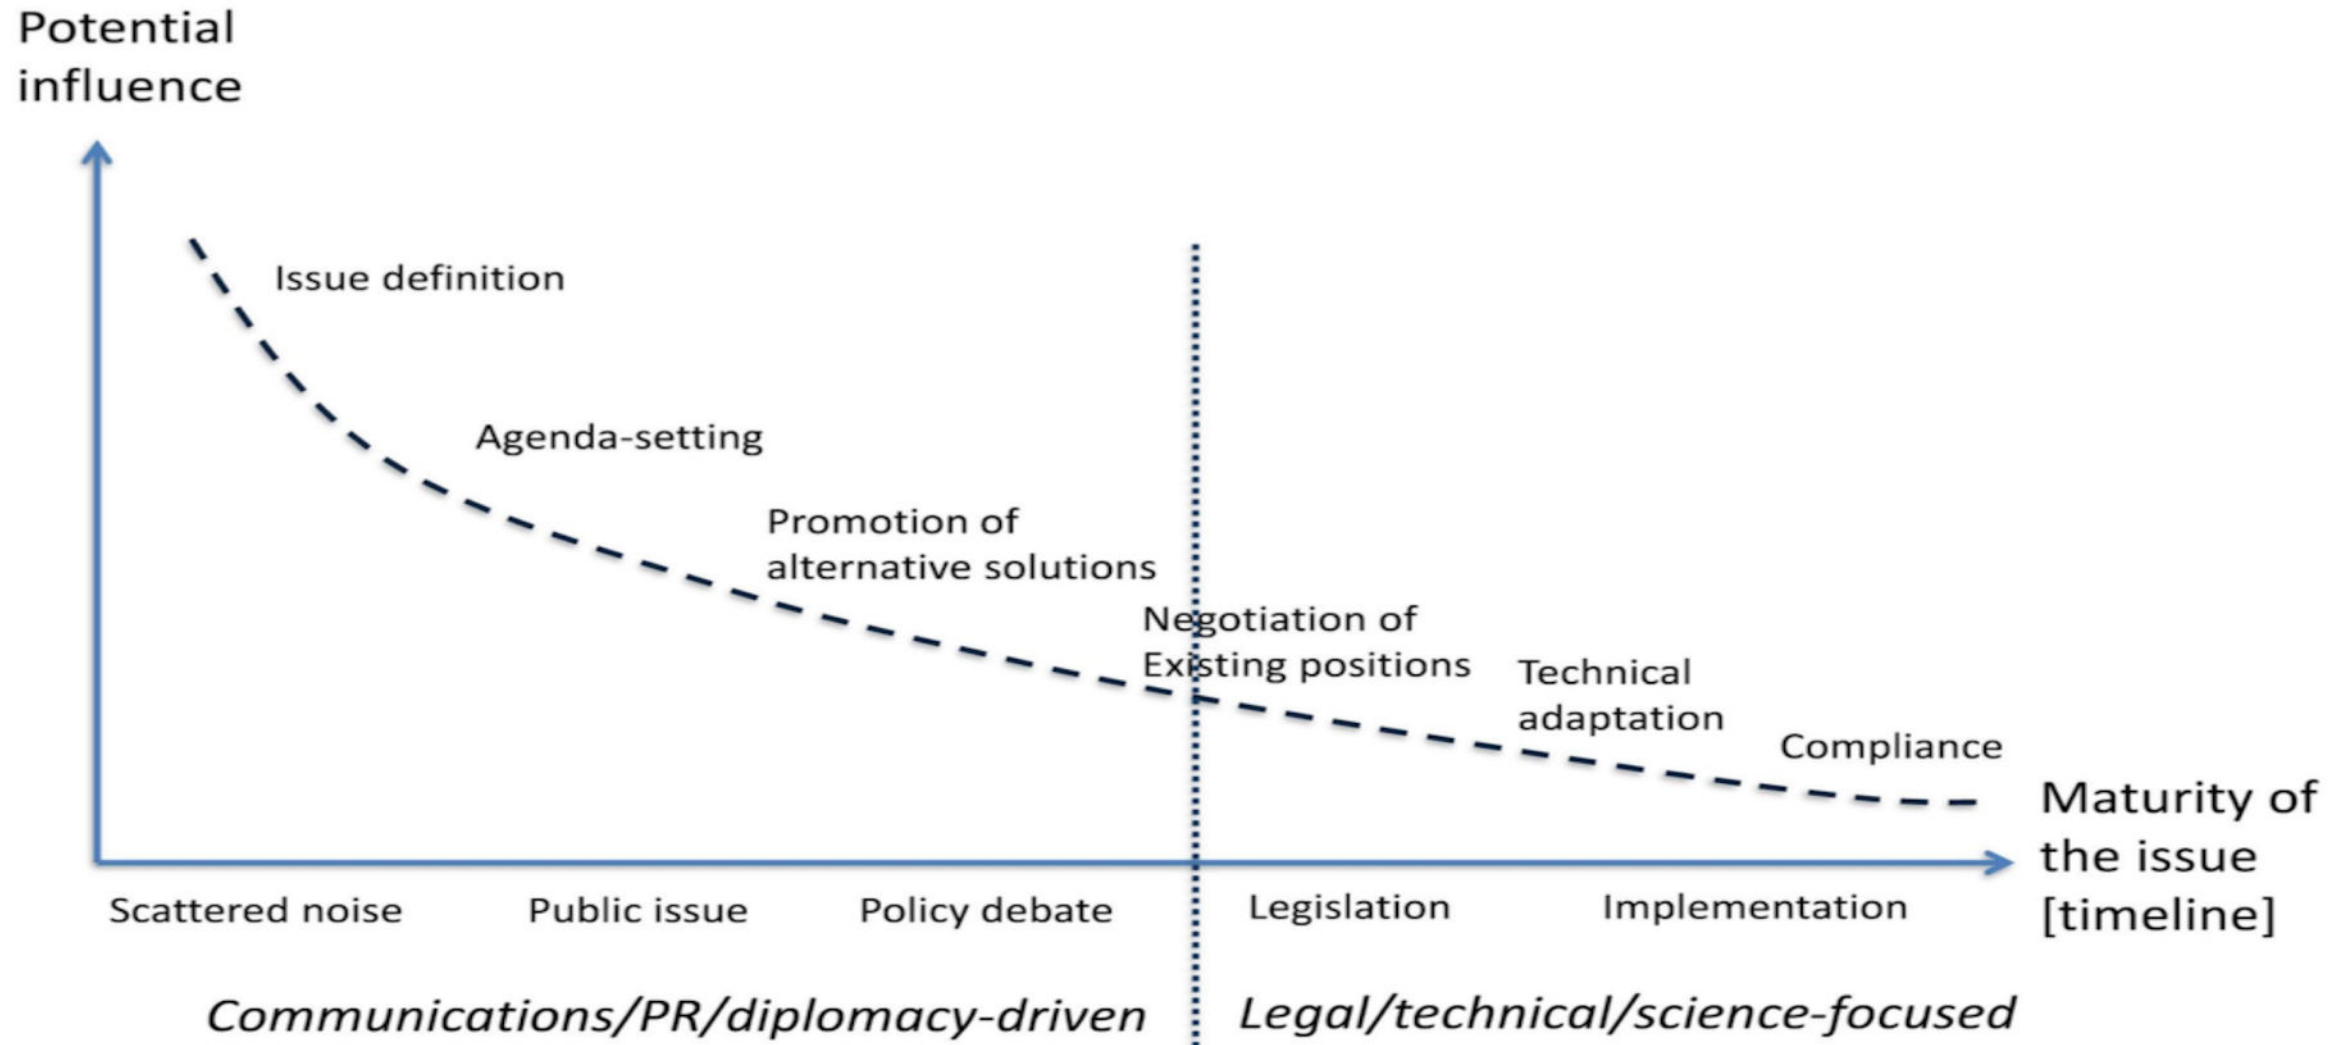 Potential
influence
Issue definition
Agenda-setting
Promotion of
alternative solutions
Negotiation of
Existing positions
Technical
adaptation
Compliance
Maturity of
the issue
[timeline]
Scattered noise
Public issue
Policy debate
Legislation
Implementation
Communications/PR/diplomacy-driven
Legal/technical/science-focused